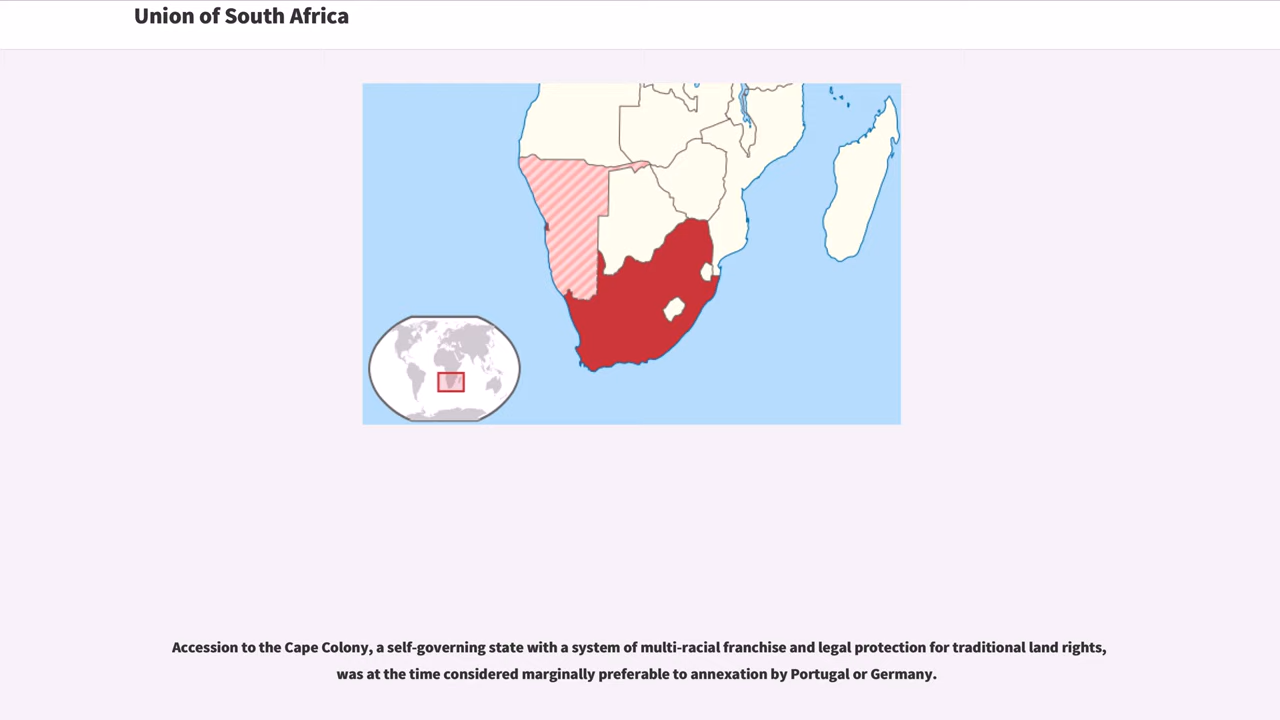 Union of South Africa
Accession to the Cape Colony, a self-governing state with a system of multi-racial franchise and legal protection for traditional land rights,
was at the time considered marginally preferable to annexation by Portugal or Germany.